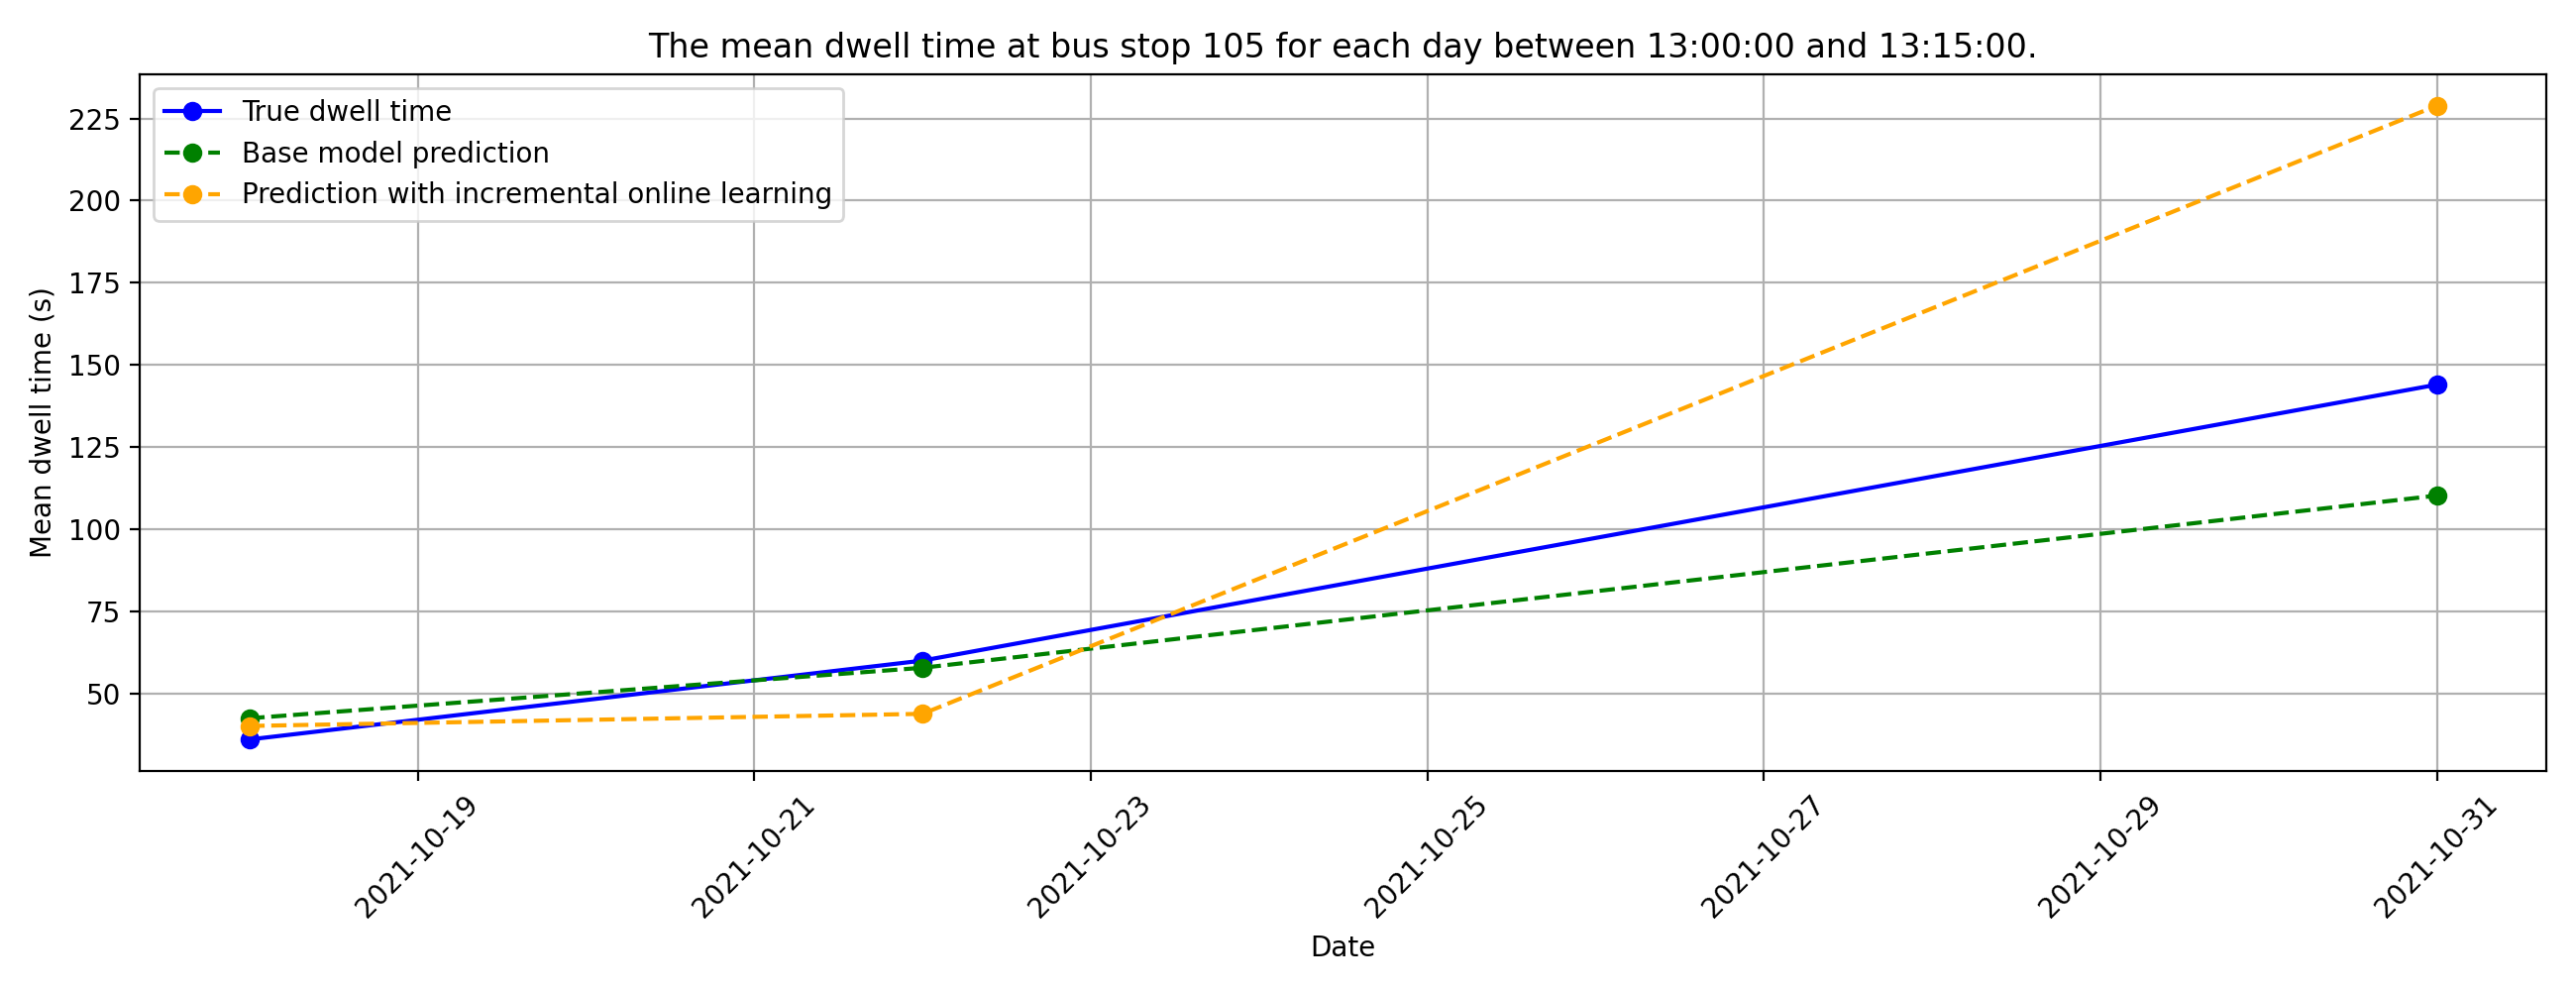 The mean dwell time at bus stop 105 for each day between 13:00:00 and 13:15:00.
True dwell time
Base model prediction
Prediction with incremental online learning
Mean dwell time (s)
225
200
175
150
125
100
75
50
2021-10-19
2021-10-21
2021-10-23
2021-10-25
2021-10-27
2021-10-29
2021-10-31
Date